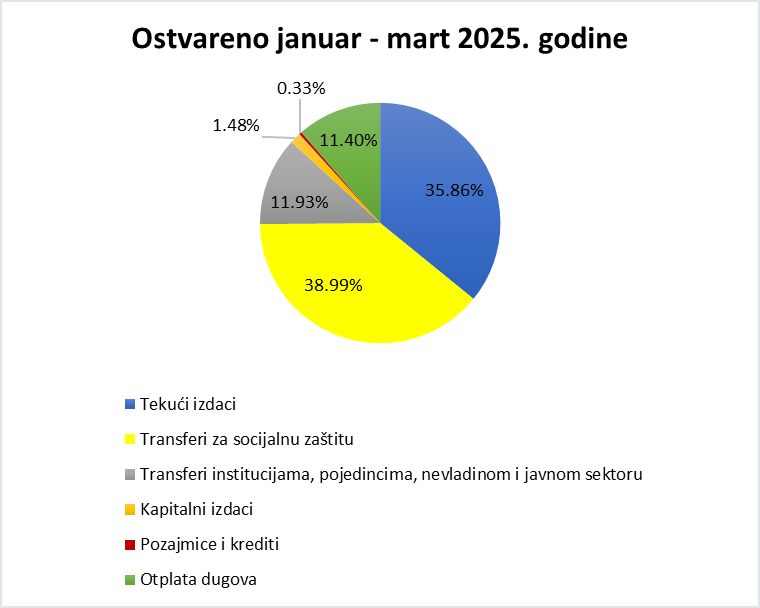 Ostvareno januar - mart 2025. godine
0.33%
1.48%
11.40%
35.86%
11.93%
38.99%
Tekući izdaci
Transferi za socijalnu zaštitu
Transferi institucijama, pojedincima, nevladinom i javnom sektoru
Kapitalni izdaci
Pozajmice i krediti
Otplata dugova